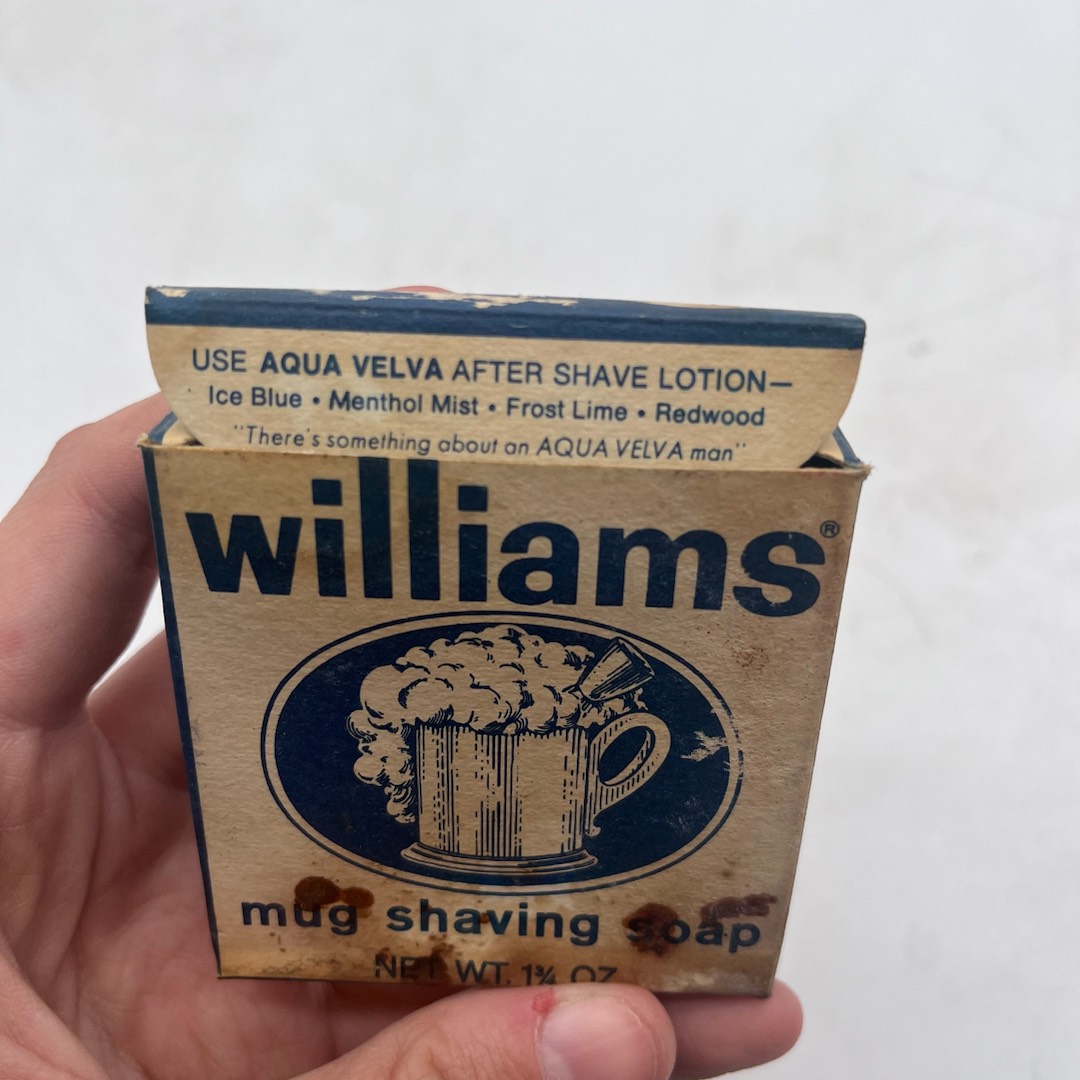 USE AQUA VELVA AFTER SHAVE LOTION—
Ice Blue • Menthol Mist • Frost Lime • Redwood
"There's something about an AQUA VELVA man"
williams®
mug shaving soap
NET WT. 1¾ OZ